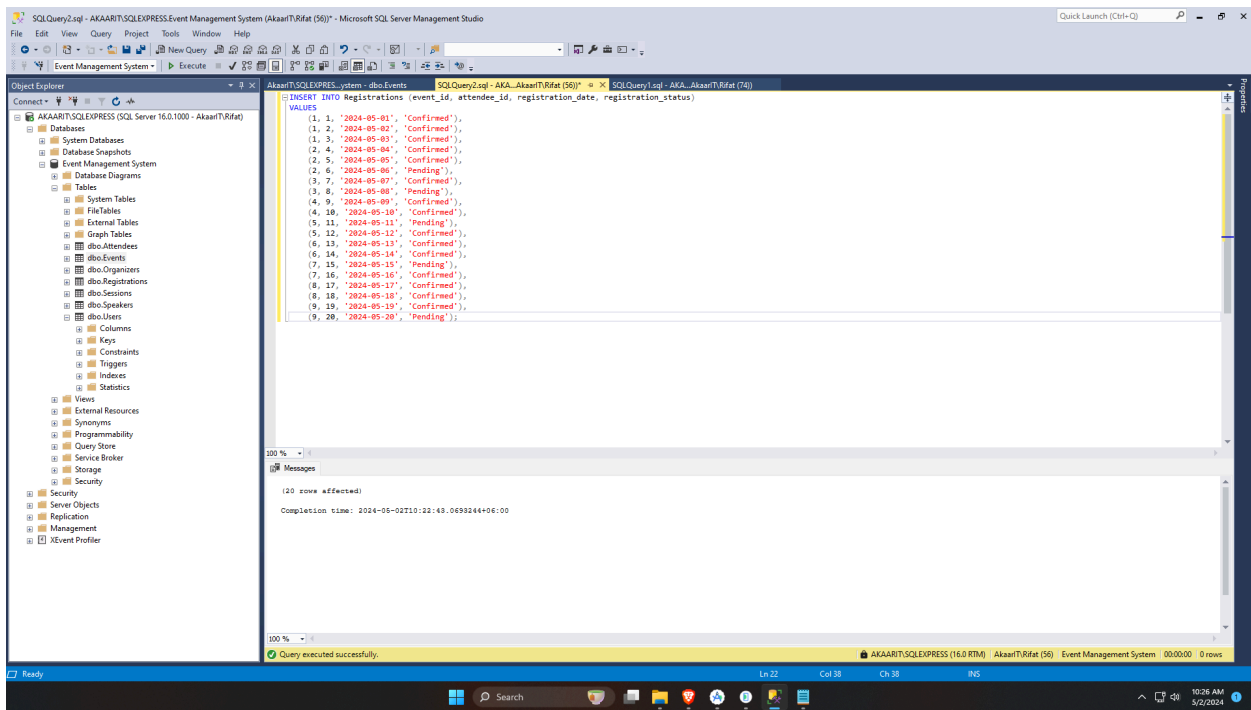 SQLQuery2.sql - AKAARIT\SQLEXPRESS.Event Management System (AkaarIT\Rifat (56))* - Microsoft SQL Server Management Studio
Quick Launch (Ctrl+Q)
File Edit View Query Project Tools Window Help
New Query
Event Management System Execute
Object Explorer
AkaarIT\SQLEXPRES...ystem - dbo.Events SQLQuery2.sql - AKA...AkaarIT\Rifat (56))* SQLQuery1.sql - AKA...AkaarIT\Rifat (74))
Properties
Connect
AKAARIT\SQLEXPRESS (SQL Server 16.0.1000 - AkaarIT\Rifat)
Databases
System Databases
Database Snapshots
Event Management System
Database Diagrams
Tables
System Tables
FileTables
External Tables
Graph Tables
dbo.Attendees
dbo.Events
dbo.Organizers
dbo.Registrations
dbo.Sessions
dbo.Speakers
dbo.Users
Columns
Keys
Constraints
Triggers
Indexes
Statistics
Views
External Resources
Synonyms
Programmability
Query Store
Service Broker
Storage
Security
Security
Server Objects
Replication
Management
XEvent Profiler
INSERT INTO Registrations (event_id, attendee_id, registration_date, registration_status)
VALUES
(1, 1, '2024-05-01', 'Confirmed'),
(1, 2, '2024-05-02', 'Confirmed'),
(1, 3, '2024-05-03', 'Confirmed'),
(2, 4, '2024-05-04', 'Confirmed'),
(2, 5, '2024-05-05', 'Confirmed'),
(2, 6, '2024-05-06', 'Pending'),
(3, 7, '2024-05-07', 'Confirmed'),
(3, 8, '2024-05-08', 'Pending'),
(4, 9, '2024-05-09', 'Confirmed'),
(4, 10, '2024-05-10', 'Confirmed'),
(5, 11, '2024-05-11', 'Pending'),
(5, 12, '2024-05-12', 'Confirmed'),
(6, 13, '2024-05-13', 'Confirmed'),
(6, 14, '2024-05-14', 'Confirmed'),
(7, 15, '2024-05-15', 'Pending'),
(7, 16, '2024-05-16', 'Confirmed'),
(8, 17, '2024-05-17', 'Confirmed'),
(8, 18, '2024-05-18', 'Confirmed'),
(9, 19, '2024-05-19', 'Confirmed'),
(9, 20, '2024-05-20', 'Pending');
100 %
Messages
(20 rows affected)
Completion time: 2024-05-02T10:22:43.0693244+06:00
100 %
Query executed successfully. AKAARIT\SQLEXPRESS (16.0 RTM) AkaarIT\Rifat (56) Event Management System 00:00:00 0 rows
Ready Ln 22 Col 38 Ch 38 INS
Search
10:26 AM
5/2/2024